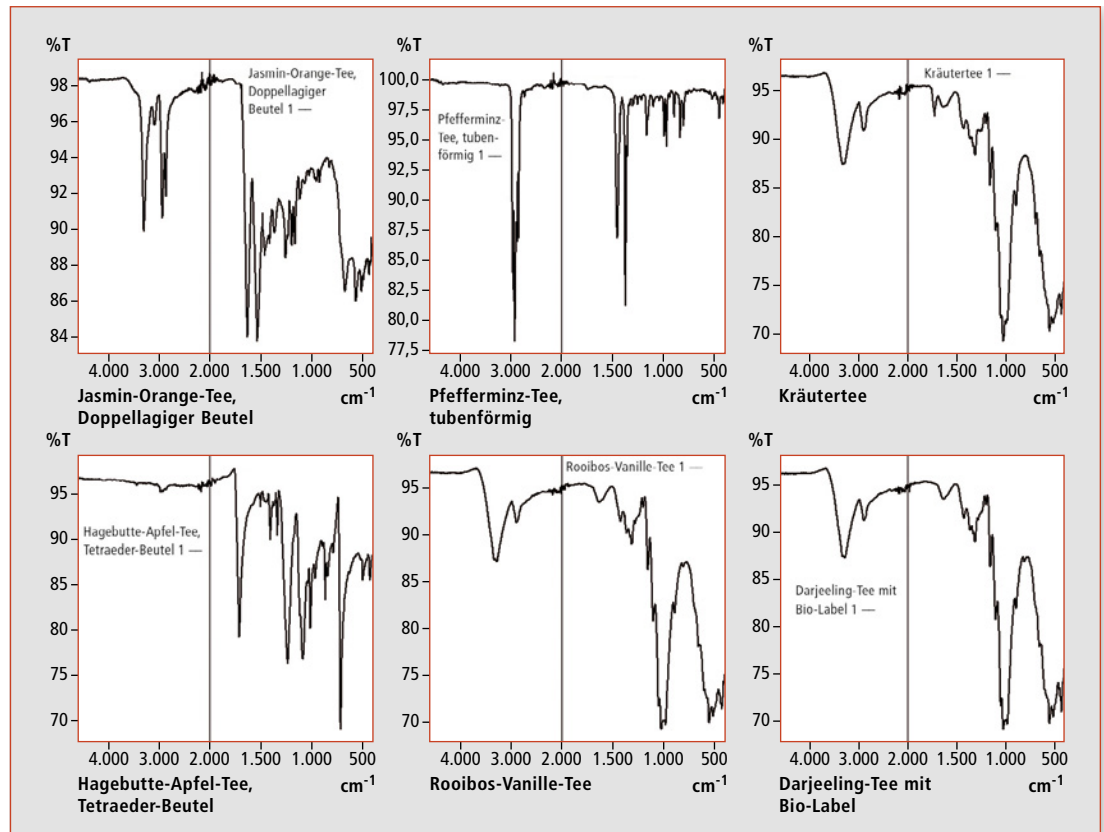 %T
98
96
94
92
90
88
86
84
Jasmin-Orange-Tee,
Doppellagiger
Beutel 1 —
4.000 3.000 2.000 1.500 1.000 500
Jasmin-Orange-Tee, cm-1
Doppellagiger Beutel
%T
100,0
97,5
95,0
92,5
90,0
87,5
85,0
82,5
80,0
77,5
Pfefferminz-
Tee, tuben-
förmig 1 —
4.000 3.000 2.000 1.500 1.000 500
Pfefferminz-Tee, cm-1
tubenförmig
%T
95
90
85
80
75
70
Kräutertee 1 —
4.000 3.000 2.000 1.500 1.000 500
Kräutertee cm-1
%T
95
90
85
80
75
70
Hagebutte-Apfel-Tee,
Tetraeder-Beutel 1 —
4.000 3.000 2.000 1.500 1.000 500
Hagebutte-Apfel-Tee, cm-1
Tetraeder-Beutel
%T
95
90
85
80
75
70
Rooibos-Vanille-Tee 1 —
4.000 3.000 2.000 1.500 1.000 500
Rooibos-Vanille-Tee cm-1
%T
95
90
85
80
75
70
Darjeeling-Tee mit
Bio-Label 1 —
4.000 3.000 2.000 1.500 1.000 500
Darjeeling-Tee mit cm-1
Bio-Label